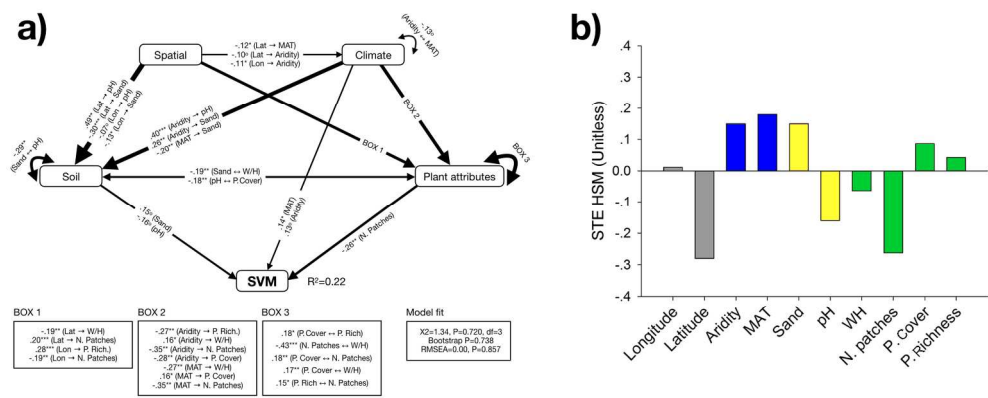 a)
Spatial
-.12* (Lat → MAT)
-.10º (Lat → Aridity)
-.11* (Lon → Aridity)
Climate
-.13º
(Aridity ↔ MAT)
.49** (Lat → pH)
-.30*** (Lat → Sand)
-.07º (Lon → pH)
-.13* (Lon → Sand)
.40*** (Aridity → pH)
.26** (Aridity → Sand)
-.20** (MAT → Sand)
BOX 1
BOX 2
BOX 3
-.29**
(Sand ↔ pH)
Soil
-.19** (Sand ↔ W/H)
-.18** (pH ↔ P.Cover)
Plant attributes
.15º (Sand)
-.16º (pH)
.14* (MAT)
.13º (Aridity)
-.26** (N. Patches)
SVM
R²=0.22
BOX 1
-.19** (Lat → W/H)
.20*** (Lat → N. Patches)
.28*** (Lon → P. Rich.)
-.19** (Lon → N. Patches)
BOX 2
-.27** (Aridity → P. Rich.)
.16* (Aridity → W/H)
-.35** (Aridity → N. Patches)
-.28** (Aridity → P. Cover)
-.27** (MAT → W/H)
.16* (MAT → P. Cover)
-.35** (MAT → N. Patches)
BOX 3
.18* (P.Cover ↔ P. Rich)
-.43*** (N. Patches ↔ W/H)
.18** (P. Cover ↔ N. Patches)
.17** (P. Cover ↔ W/H)
.15* (P. Rich ↔ N. Patches)
Model fit
X2=1.34, P=0.720, df=3
Bootstrap P=0.738
RMSEA=0.00, P=0.857
b)
STE HSM (Unitless)
.4
.3
.2
.1
0.0
-.1
-.2
-.3
-.4
Longitude
Latitude
Aridity
MAT
Sand
pH
WH
N. patches
P. Cover
P. Richness